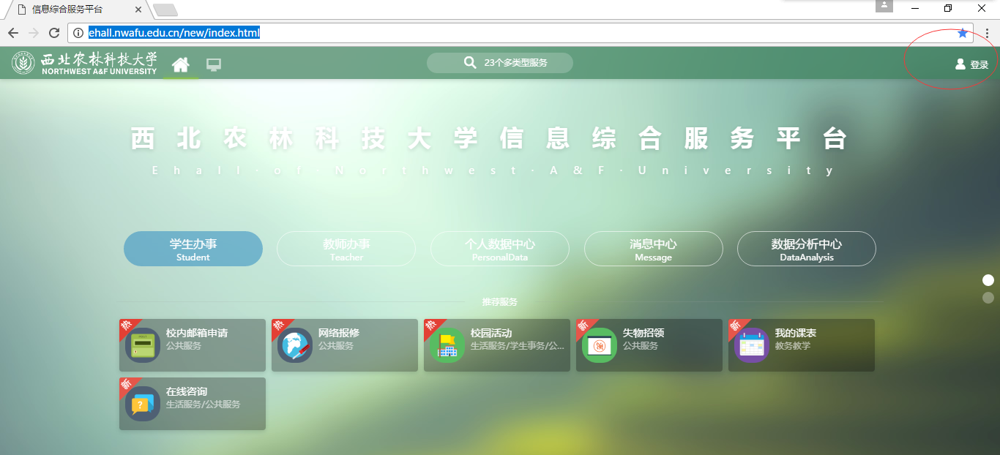 信息综合服务平台
ehall.nwafu.edu.cn/new/index.html
西北农林科技大学
NORTHWEST A&F UNIVERSITY
23个多类型服务
登录
西北农林科技大学信息综合服务平台
Ehall·of·Northwest·A&F·University
学生办事
Student
教师办事
Teacher
个人数据中心
PersonalData
消息中心
Message
数据分析中心
DataAnalysis
推荐服务
热
校内邮箱申请
公共服务
热
网络报修
公共服务
热
校园活动
生活服务/学生事务/公...
新
失物招领
公共服务
新
我的课表
教务教学
新
在线咨询
生活服务/公共服务